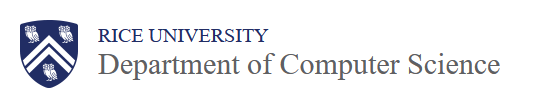 RICE UNIVERSITY
Department of Computer Science